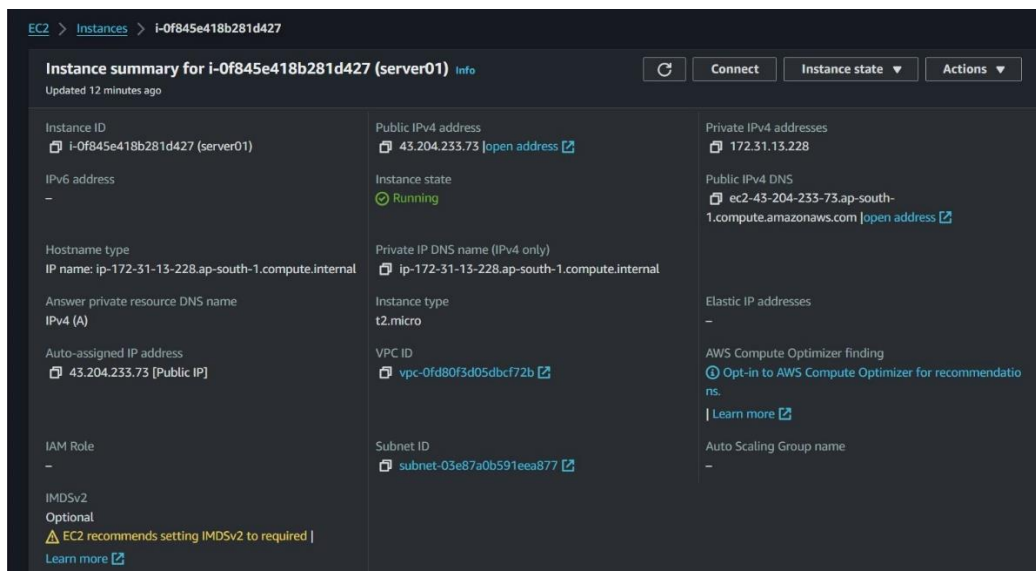 EC2 > Instances > i-0f845e418b281d427
Instance summary for i-0f845e418b281d427 (server01) Info
Updated 12 minutes ago
Connect
Instance state ▼
Actions ▼
Instance ID
i-0f845e418b281d427 (server01)
Public IPv4 address
43.204.233.73 |open address
Private IPv4 addresses
172.31.13.228
IPv6 address
–
Instance state
Running
Public IPv4 DNS
ec2-43-204-233-73.ap-south-
1.compute.amazonaws.com |open address
Hostname type
IP name: ip-172-31-13-228.ap-south-1.compute.internal
Private IP DNS name (IPv4 only)
ip-172-31-13-228.ap-south-1.compute.internal
Answer private resource DNS name
IPv4 (A)
Instance type
t2.micro
Elastic IP addresses
–
Auto-assigned IP address
43.204.233.73 [Public IP]
VPC ID
vpc-0fd80f3d05dbcf72b
AWS Compute Optimizer finding
Opt-in to AWS Compute Optimizer for recommendatio
ns.
| Learn more
IAM Role
–
Subnet ID
subnet-03e87a0b591eea877
Auto Scaling Group name
–
IMDSv2
Optional
EC2 recommends setting IMDSv2 to required |
Learn more